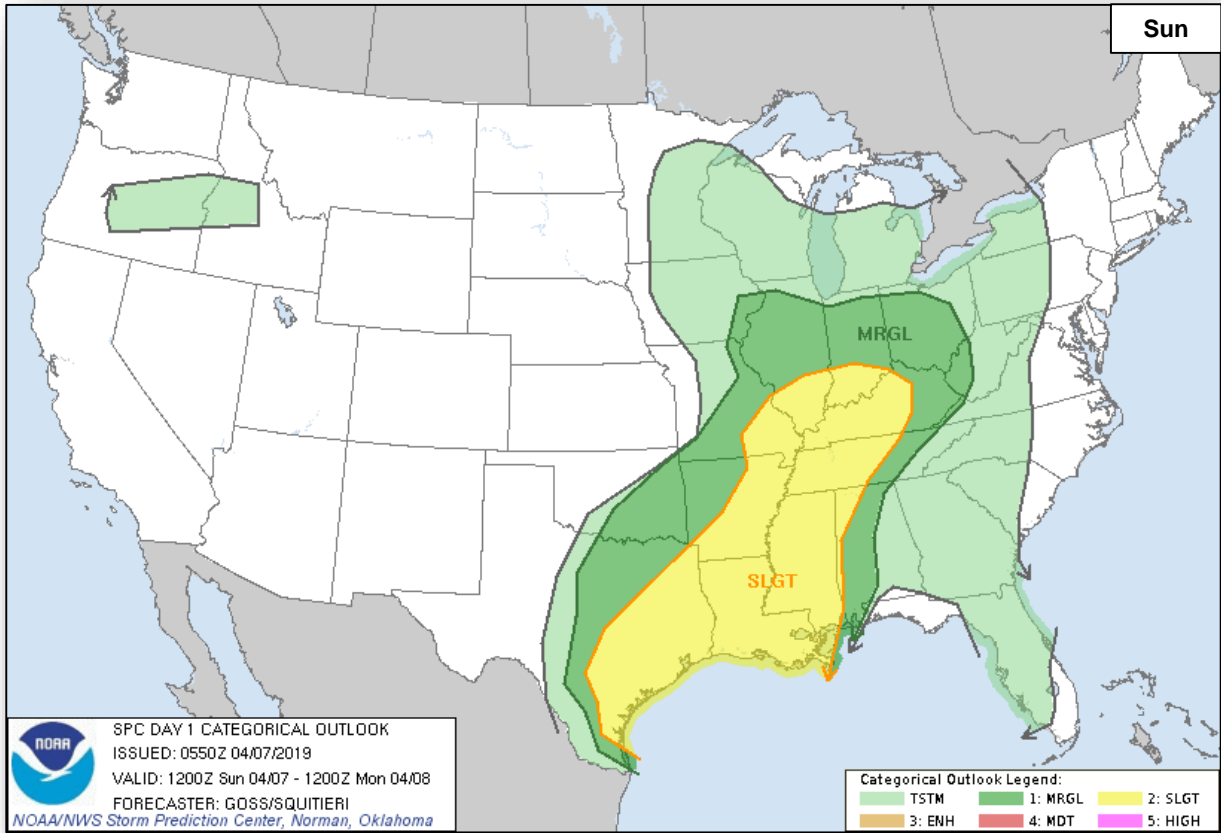 Sun
MRGL
SLGT
NOAA
SPC DAY 1 CATEGORICAL OUTLOOK
ISSUED: 0550Z 04/07/2019
VALID: 1200Z Sun 04/07 - 1200Z Mon 04/08
FORECASTER: GOSS/SQUITIERI
NOAA/NWS Storm Prediction Center, Norman, Oklahoma
Categorical Outlook Legend:
TSTM 1: MRGL 2: SLGT
3: ENH 4: MDT 5: HIGH